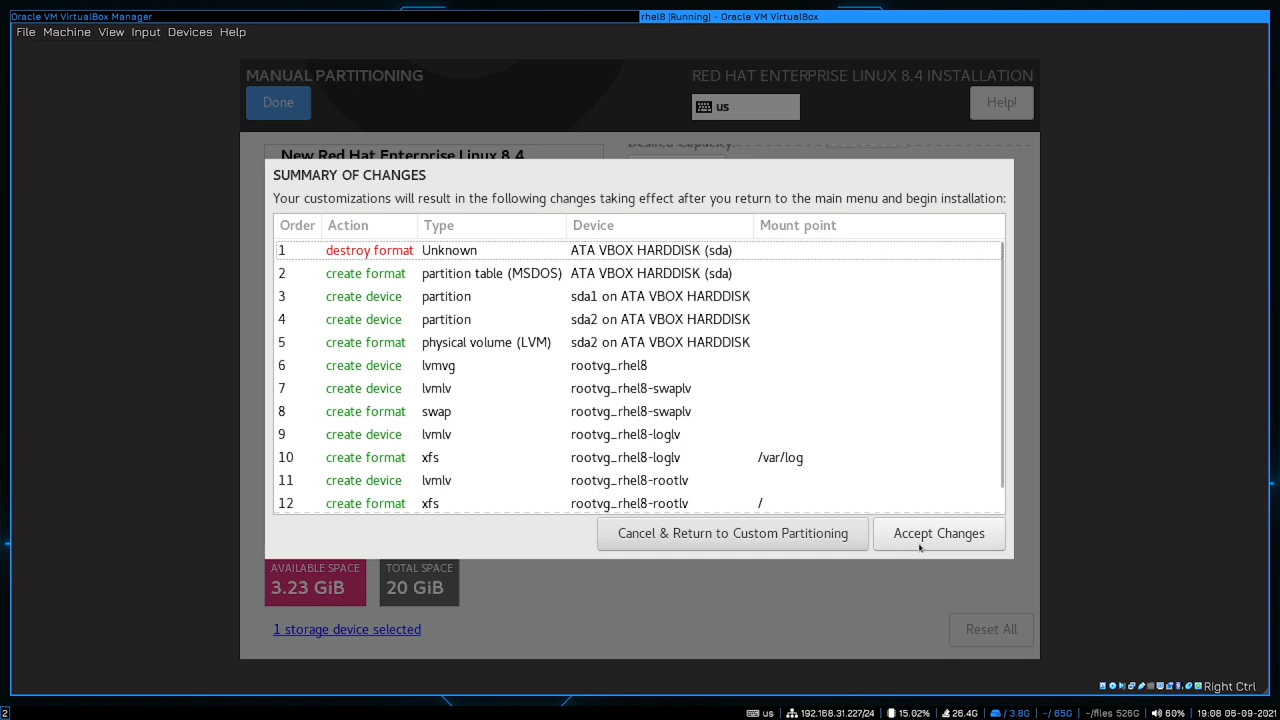 Oracle VM VirtualBox Manager
rhel8 [Running] - Oracle VM VirtualBox
File Machine View Input Devices Help
MANUAL PARTITIONING
RED HAT ENTERPRISE LINUX 8.4 INSTALLATION
Done
us
Help!
New Red Hat Enterprise Linux 8.4
Desired Capacity:
SUMMARY OF CHANGES
Your customizations will result in the following changes taking effect after you return to the main menu and begin installation:
Order Action Type Device Mount point
1 destroy format Unknown ATA VBOX HARDDISK (sda)
2 create format partition table (MSDOS) ATA VBOX HARDDISK (sda)
3 create device partition sda1 on ATA VBOX HARDDISK
4 create device partition sda2 on ATA VBOX HARDDISK
5 create format physical volume (LVM) sda2 on ATA VBOX HARDDISK
6 create device lvmvg rootvg_rhel8
7 create device lvmlv rootvg_rhel8-swaplv
8 create format swap rootvg_rhel8-swaplv
9 create device lvmlv rootvg_rhel8-loglv
10 create format xfs rootvg_rhel8-loglv /var/log
11 create device lvmlv rootvg_rhel8-rootlv
12 create format xfs rootvg_rhel8-rootlv /
Cancel & Return to Custom Partitioning
Accept Changes
AVAILABLE SPACE
3.23 GiB
TOTAL SPACE
20 GiB
1 storage device selected
Reset All
Right Ctrl
2
us 192.168.31.227/24 15.02% 26.4G / 3.8G ~/ 65G ~/files 526G 60% 19:08 06-09-2021